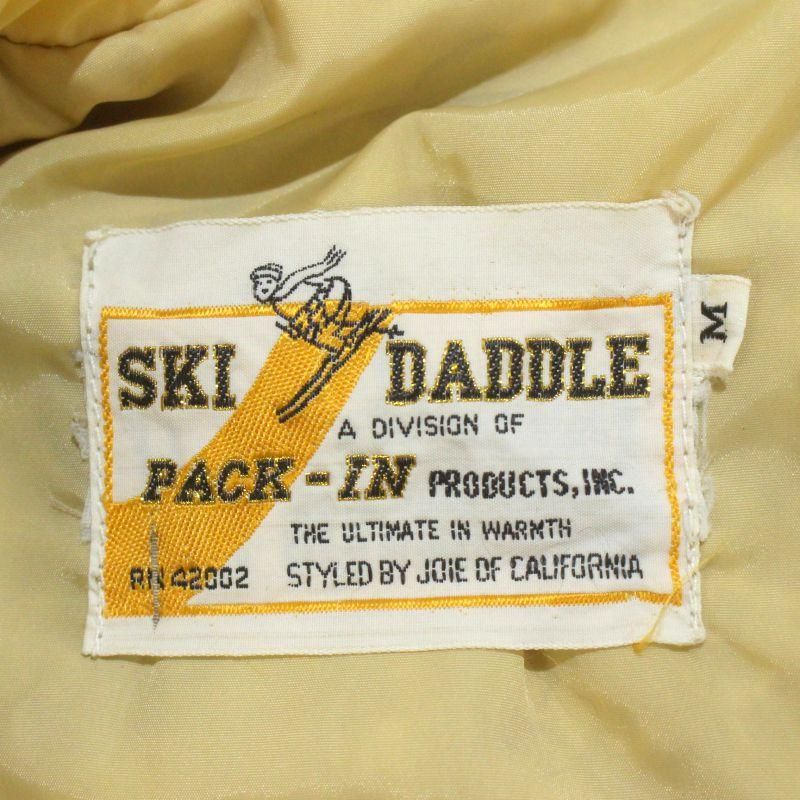 SKI DADDLE
A DIVISION OF
PACK-IN PRODUCTS, INC.
THE ULTIMATE IN WARMTH
RN 42002 STYLED BY JOIE OF CALIFORNIA
M